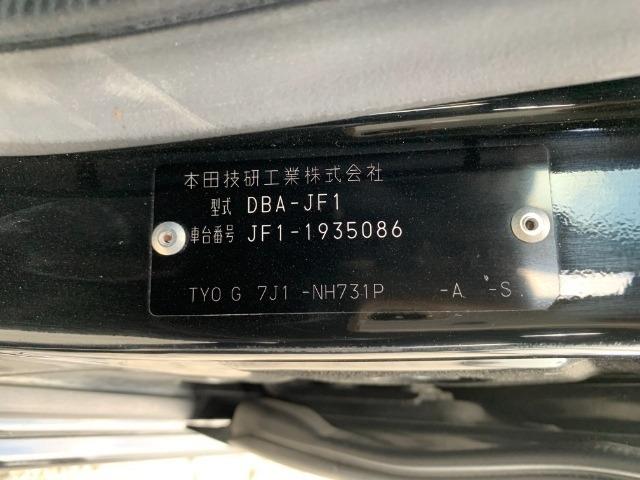 本田技研工業株式会社
型式 DBA-JF1
車台番号 JF1-1935086
TYO G 7J1 -NH731P -A -S